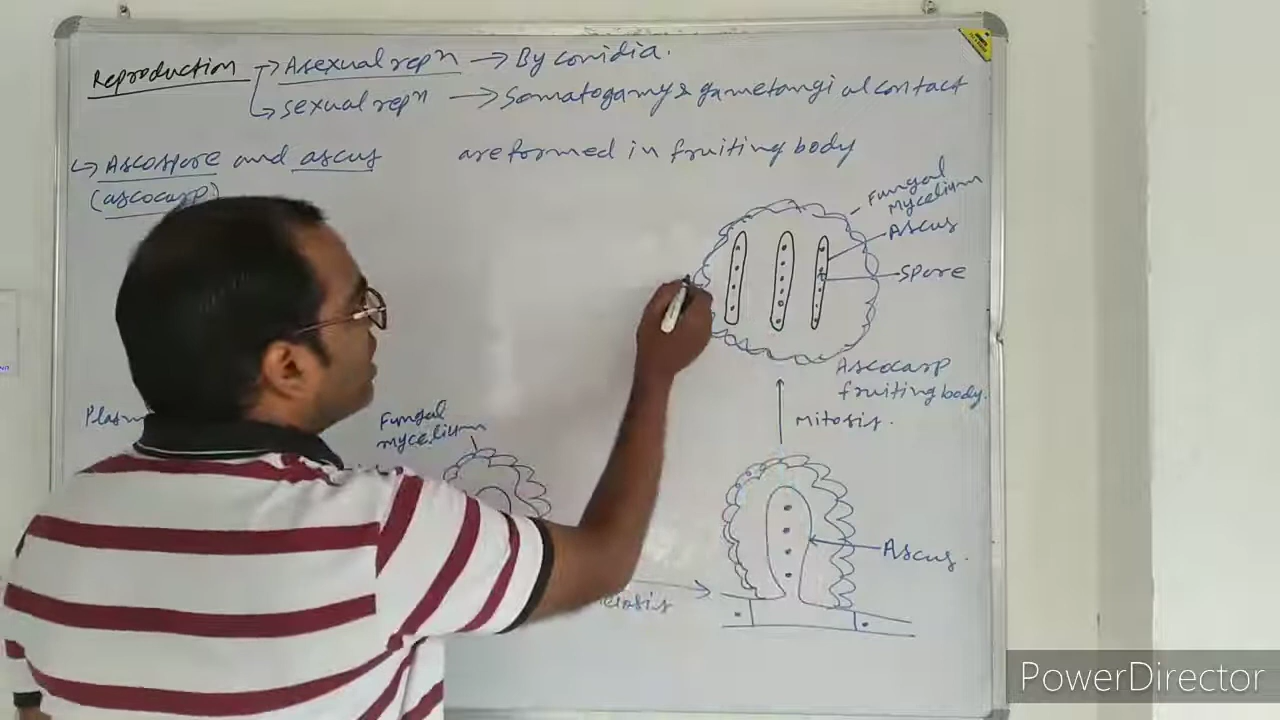 Reproduction → Asexual repⁿ → By conidia.
↳ sexual repⁿ → Somatogamy & gametangial contact
↳ Ascospore and ascus are formed in fruiting body
(ascocarp)
Fungal
mycelium
Ascus
Spore
Ascocarp
fruiting body.
Mitosis.
Fungal
mycelium
Ascus.
PowerDirector